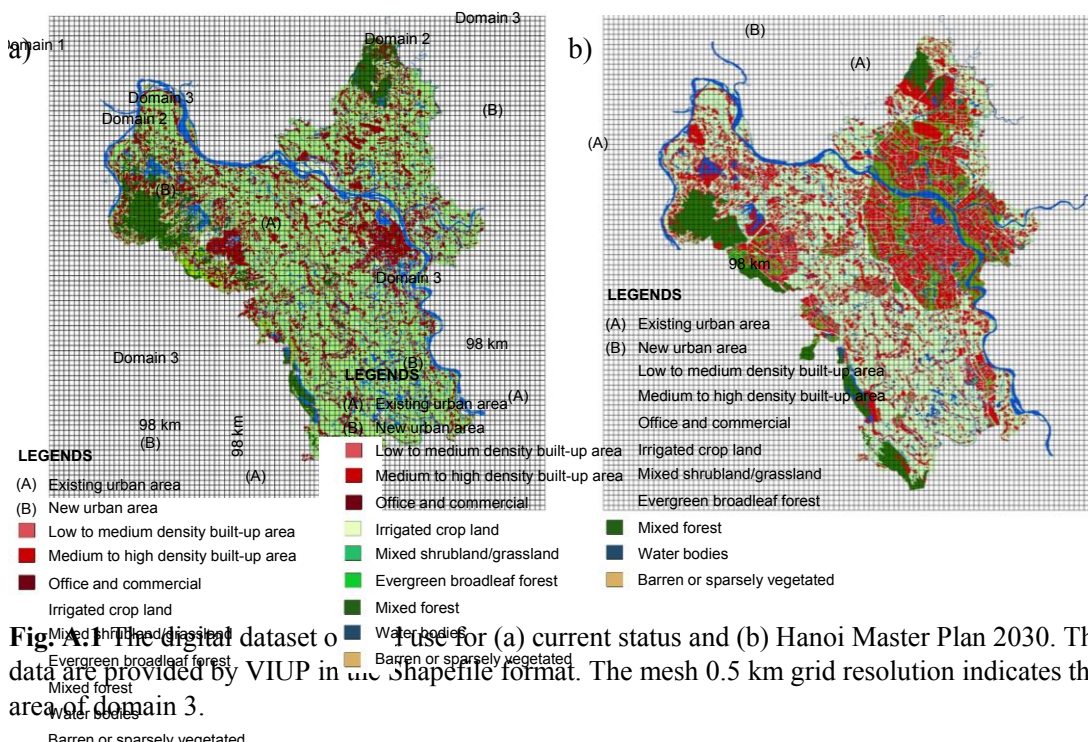 Domain 3
(B)
Domain 1
a)
Domain 2
b)
(A)
Domain 3
(B)
Domain 2
(A)
(B)
(A)
98 km
Domain 3
LEGENDS
(A) Existing urban area
98 km
(B) New urban area
Domain 3
(B)
Low to medium density built-up area
LEGENDS
Medium to high density built-up area
(A) Existing urban area
(A)
98 km
98 km
Office and commercial
(B) New urban area
(B)
Low to medium density built-up area
Irrigated crop land
LEGENDS
Medium to high density built-up area
Mixed shrubland/grassland
(A)
(A) Existing urban area
Office and commercial
Evergreen broadleaf forest
(B) New urban area
Irrigated crop land
Mixed forest
Low to medium density built-up area
Mixed shrubland/grassland
Water bodies
Medium to high density built-up area
Evergreen broadleaf forest
Barren or sparsely vegetated
Office and commercial
Mixed forest
Irrigated crop land
Water bodies
Fig. A.1 The digital dataset o use for (a) current status and (b) Hanoi Master Plan 2030. Th
Mixed shrubland/grassland
Barren or sparsely vegetated
Evergreen broadleaf forest
data are provided by VIUP in the Shapefile format. The mesh 0.5 km grid resolution indicates th
Mixed forest
area of domain 3.
Water bodies
Barren or sparsely vegetated